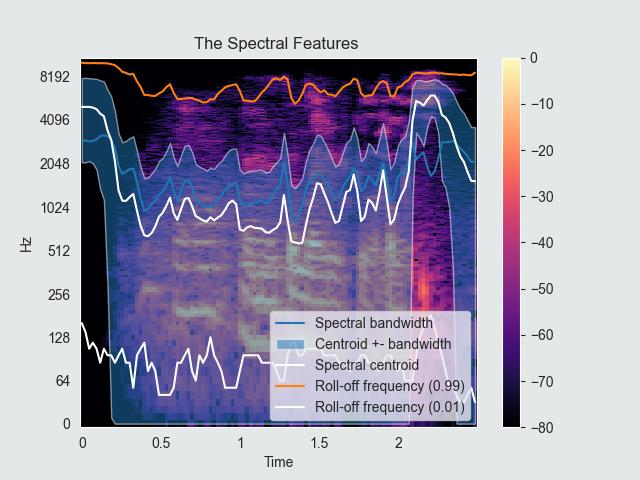 The Spectral Features
8192
4096
2048
1024
512
256
128
64
0
Hz
0
0.5
1
1.5
2
Time
Spectral bandwidth
Centroid +- bandwidth
Spectral centroid
Roll-off frequency (0.99)
Roll-off frequency (0.01)
0
−10
−20
−30
−40
−50
−60
−70
−80